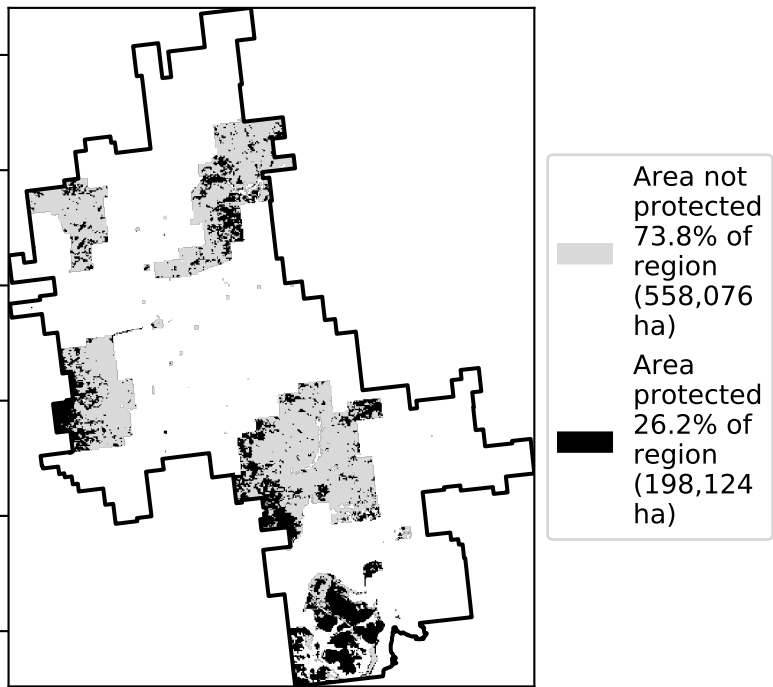 Area not
protected
73.8% of
region
(558,076
ha)
Area
protected
26.2% of
region
(198,124
ha)